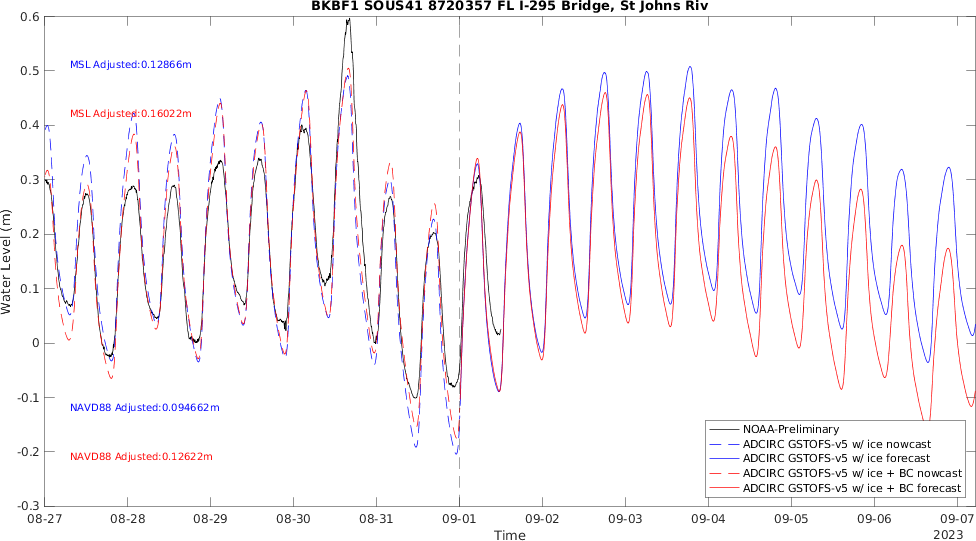 BKBF1 SOUS41 8720357 FL I-295 Bridge, St Johns Riv
0.6
0.5
0.4
0.3
0.2
0.1
0
-0.1
-0.2
-0.3
Water Level (m)
MSL Adjusted:0.12866m
MSL Adjusted:0.16022m
NAVD88 Adjusted:0.094662m
NAVD88 Adjusted:0.12622m
NOAA-Preliminary
ADCIRC GSTOFS-v5 w/ ice nowcast
ADCIRC GSTOFS-v5 w/ ice forecast
ADCIRC GSTOFS-v5 w/ ice + BC nowcast
ADCIRC GSTOFS-v5 w/ ice + BC forecast
08-27 08-28 08-29 08-30 08-31 09-01 09-02 09-03 09-04 09-05 09-06 09-07
Time
2023